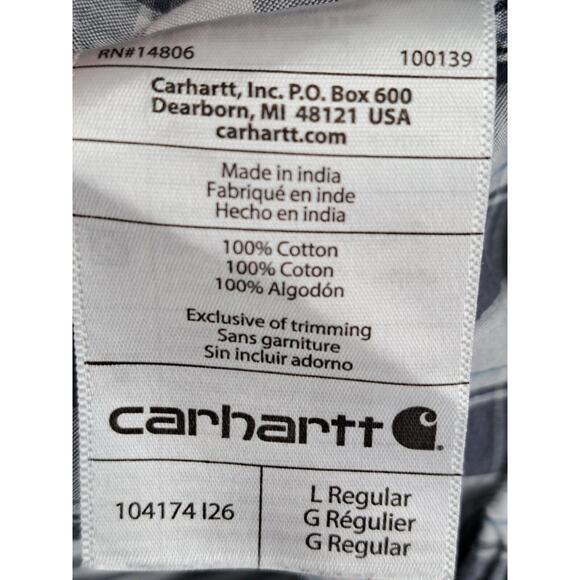 RN#14806 100139
Carhartt, Inc. P.O. Box 600
Dearborn, MI 48121 USA
carhartt.com
Made in india
Fabriqué en inde
Hecho en india
100% Cotton
100% Coton
100% Algodón
Exclusive of trimming
Sans garniture
Sin incluir adorno
carhartt
104174 I26
L Regular
G Régulier
G Regular